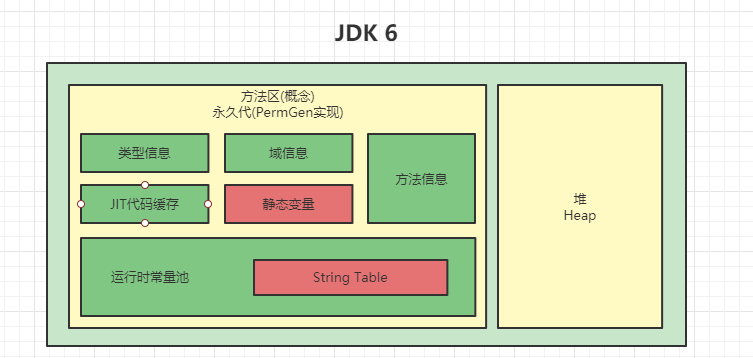 JDK 6
方法区(概念)
永久代(PermGen实现)
类型信息
域信息
方法信息
JIT代码缓存
静态变量
运行时常量池
String Table
堆
Heap